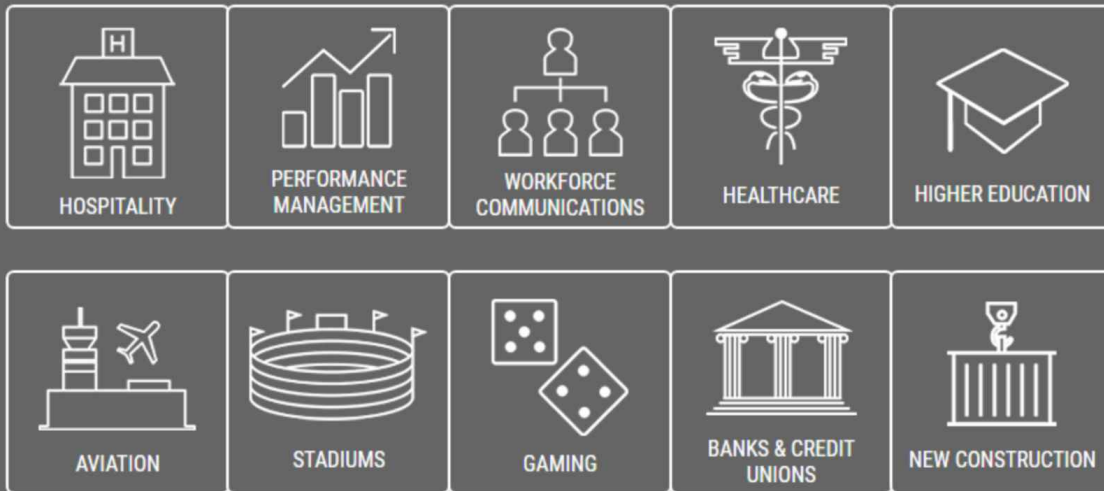 H
HOSPITALITY
PERFORMANCE
MANAGEMENT
WORKFORCE
COMMUNICATIONS
HEALTHCARE
HIGHER EDUCATION
AVIATION
STADIUMS
GAMING
BANKS & CREDIT
UNIONS
NEW CONSTRUCTION